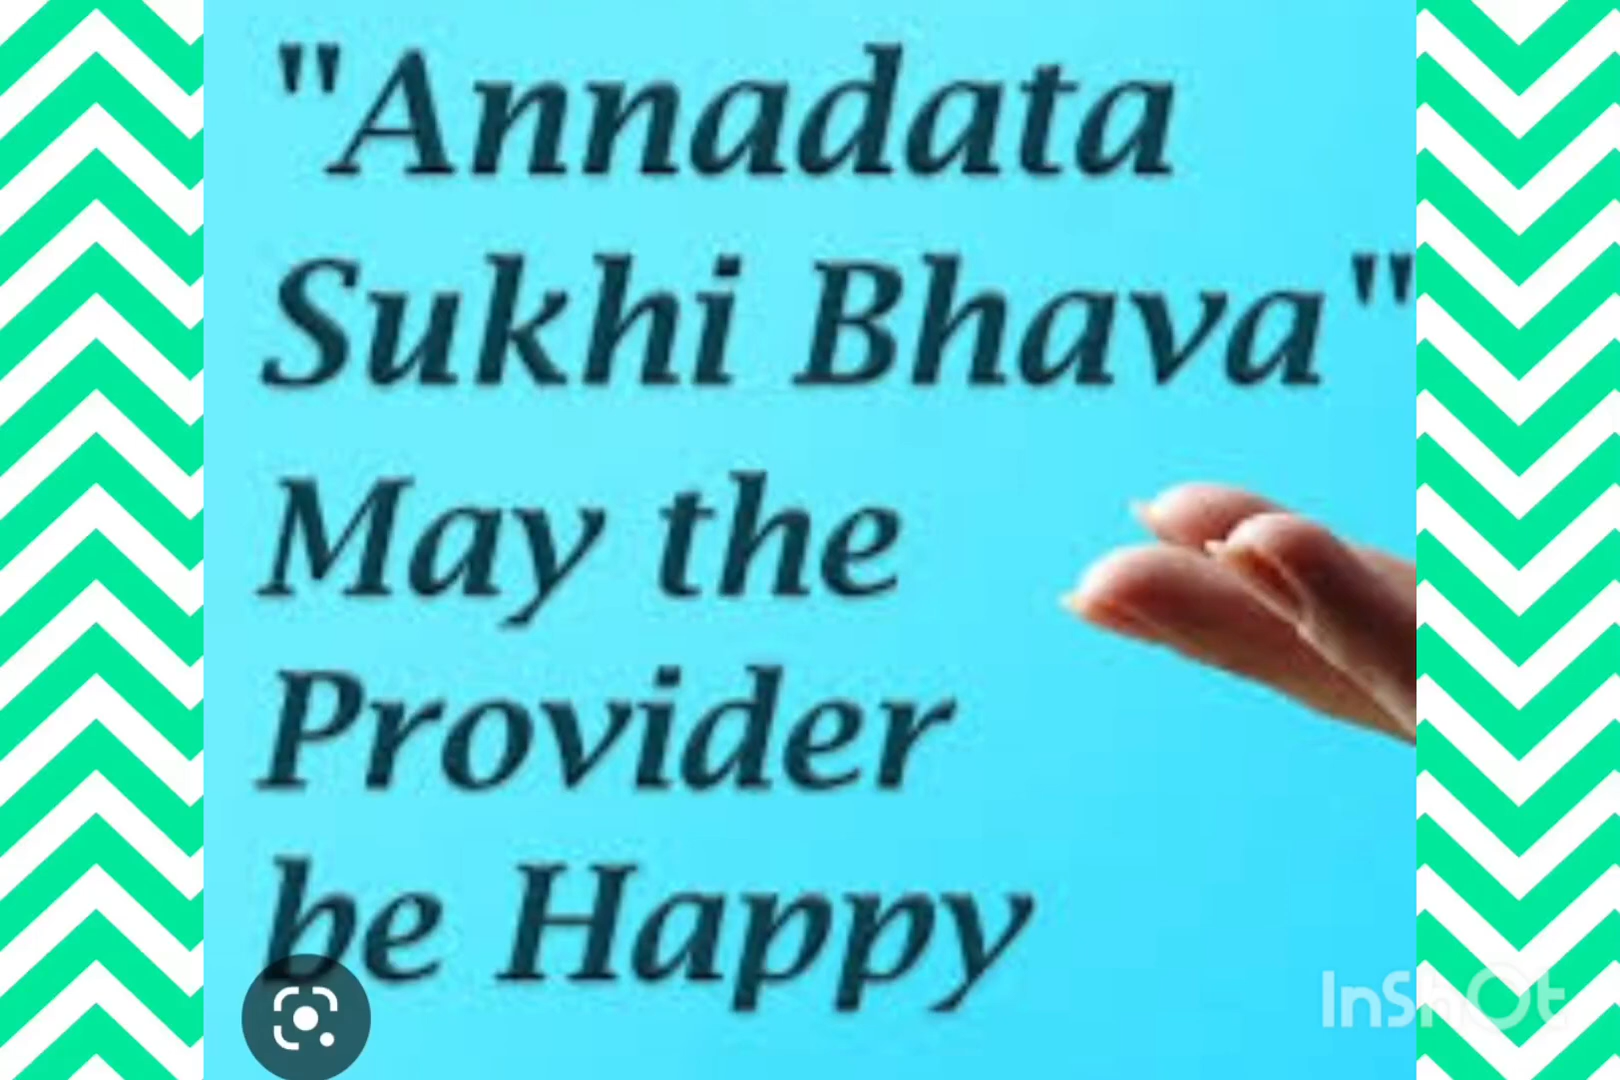 "Annadata
Sukhi Bhava"
May the
Provider
be Happy
InShOt